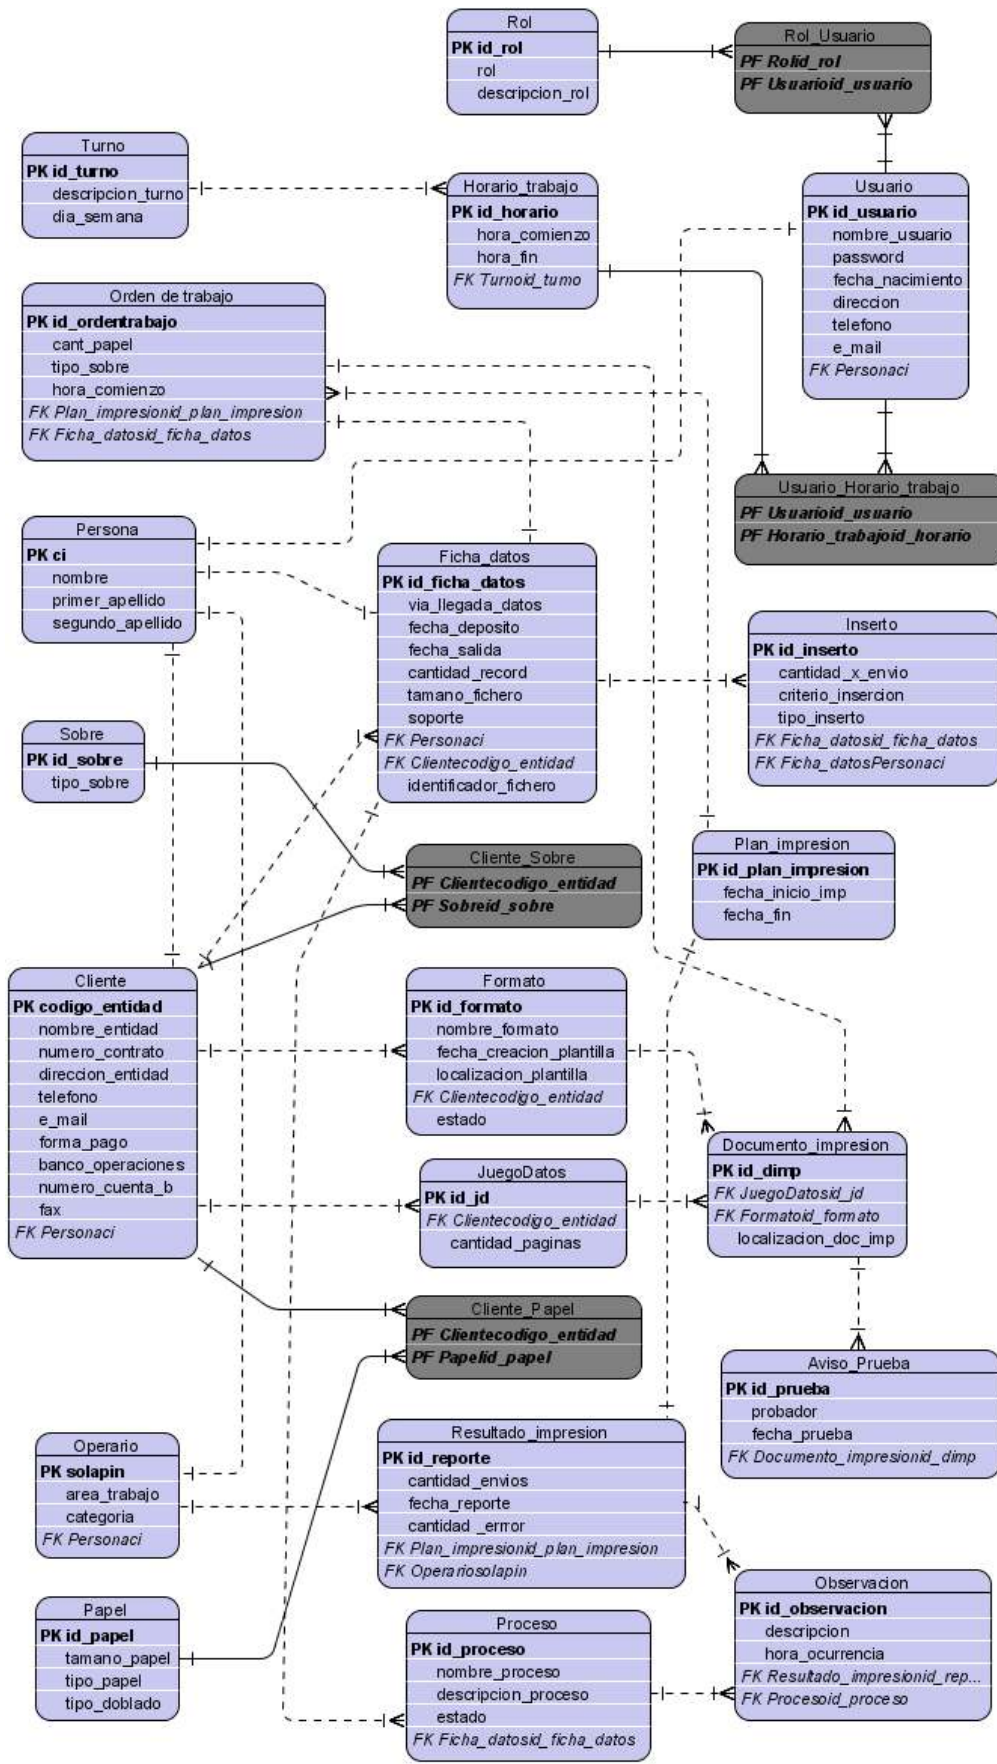 Rol
PK id_rol
rol
descripcion_rol
Rol_Usuario
PF Rolid_rol
PF Usuarioid_usuario
Turno
PK id_turno
descripcion_turno
dia_semana
Horario_trabajo
PK id_horario
hora_comienzo
hora_fin
FK Turnoid_turno
Usuario
PK id_usuario
nombre_usuario
password
fecha_nacimiento
direccion
telefono
e_mail
FK Personaci
Orden de trabajo
PK id_ordentrabajo
cant_papel
tipo_sobre
hora_comienzo
FK Plan_impresionid_plan_impresion
FK Ficha_datosid_ficha_datos
Usuario_Horario_trabajo
PF Usuarioid_usuario
PF Horario_trabajoid_horario
Persona
PK ci
nombre
primer_apellido
segundo_apellido
Ficha_datos
PK id_ficha_datos
via_llegada_datos
fecha_deposito
fecha_salida
cantidad_record
tamano_fichero
soporte
FK Personaci
FK Clientecodigo_entidad
identificador_fichero
Inserto
PK id_inserto
cantidad_x_envio
criterio_insercion
tipo_inserto
FK Ficha_datosid_ficha_datos
FK Ficha_datosPersonaci
Sobre
PK id_sobre
tipo_sobre
Cliente_Sobre
PF Clientecodigo_entidad
PF Sobreid_sobre
Plan_impresion
PK id_plan_impresion
fecha_inicio_imp
fecha_fin
Cliente
PK codigo_entidad
nombre_entidad
numero_contrato
direccion_entidad
telefono
e_mail
forma_pago
banco_operaciones
numero_cuenta_b
fax
FK Personaci
Formato
PK id_formato
nombre_formato
fecha_creacion_plantilla
localizacion_plantilla
FK Clientecodigo_entidad
estado
Documento_impresion
PK id_dimp
FK JuegoDatosid_jd
FK Formatoid_formato
localizacion_doc_imp
JuegoDatos
PK id_jd
FK Clientecodigo_entidad
cantidad_paginas
Cliente_Papel
PF Clientecodigo_entidad
PF Papelid_papel
Aviso_Prueba
PK id_prueba
probador
fecha_prueba
FK Documento_impresionid_dimp
Operario
PK solapin
area_trabajo
categoria
FK Personaci
Resultado_impresion
PK id_reporte
cantidad_envios
fecha_reporte
cantidad _errror
FK Plan_impresionid_plan_impresion
FK Operariosolapin
Observacion
PK id_observacion
descripcion
hora_ocurrencia
FK Resultado_impresionid_rep...
FK Procesoid_proceso
Papel
PK id_papel
tamano_papel
tipo_papel
tipo_doblado
Proceso
PK id_proceso
nombre_proceso
descripcion_proceso
estado
FK Ficha_datosid_ficha_datos